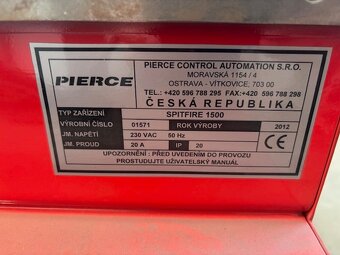 PIERCE
PIERCE CONTROL AUTOMATION S.R.O.
MORAVSKÁ 1154/4
OSTRAVA - VÍTKOVICE, 703 00
TEL.: +420 596 788 295 FAX:+420 596 788 298
ČESKÁ REPUBLIKA
TYP ZAŘÍZENÍ SPITFIRE 1500
VÝROBNÍ ČÍSLO 01571 ROK VÝROBY 2012
JM. NAPĚTÍ 230 VAC 50 Hz
JM. PROUD 20 A IP 20
UPOZORNĚNÍ : PŘED UVEDENÍM DO PROVOZU
PROSTUDUJTE UŽIVATELSKÝ MANUÁL